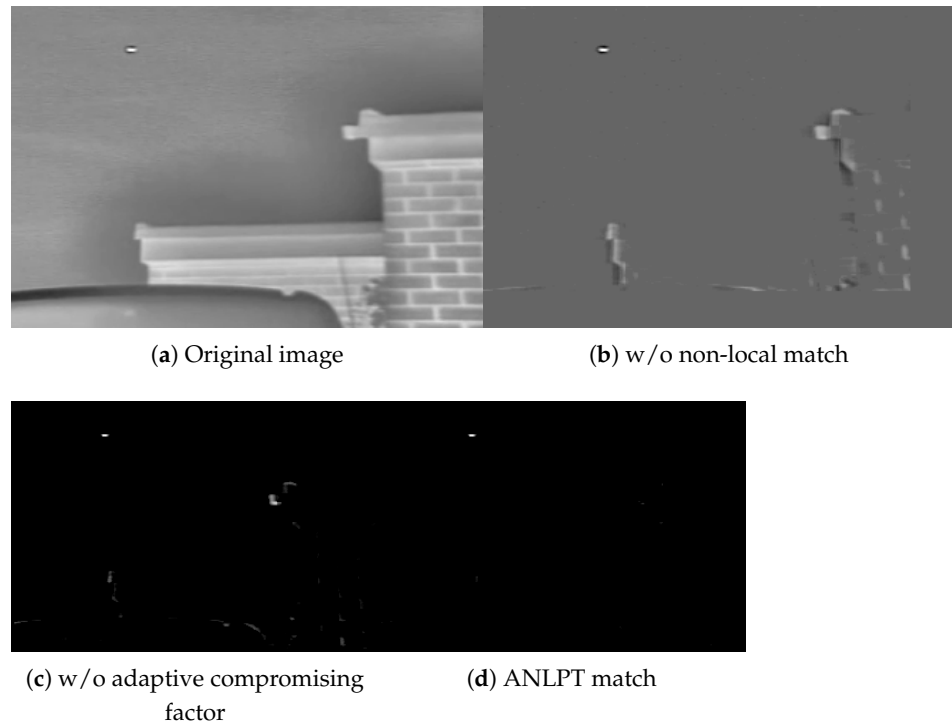 (a) Original image
(b) w/o non-local match
(c) w/o adaptive compromising
factor
(d) ANLPT match